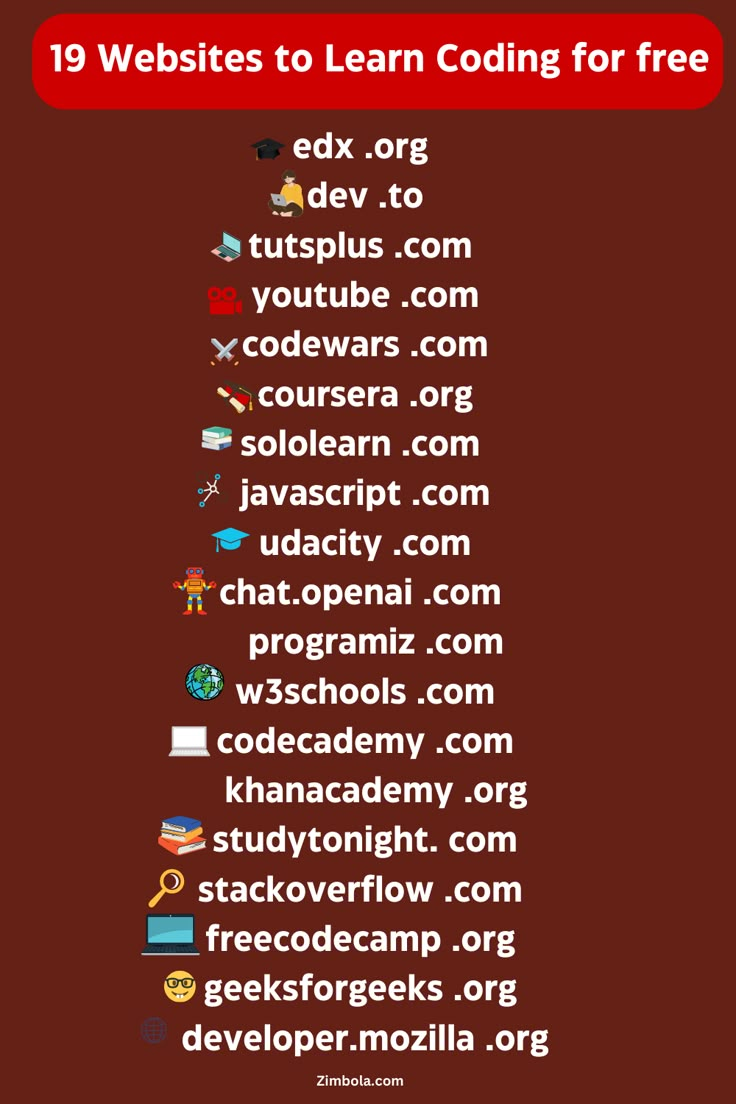 19 Websites to Learn Coding for free
edx .org
dev .to
tutsplus .com
youtube .com
codewars .com
coursera .org
sololearn .com
javascript .com
udacity .com
chat.openai .com
programiz .com
w3schools .com
codecademy .com
khanacademy .org
studytonight. com
stackoverflow .com
freecodecamp .org
geeksforgeeks .org
developer.mozilla .org
Zimbola.com